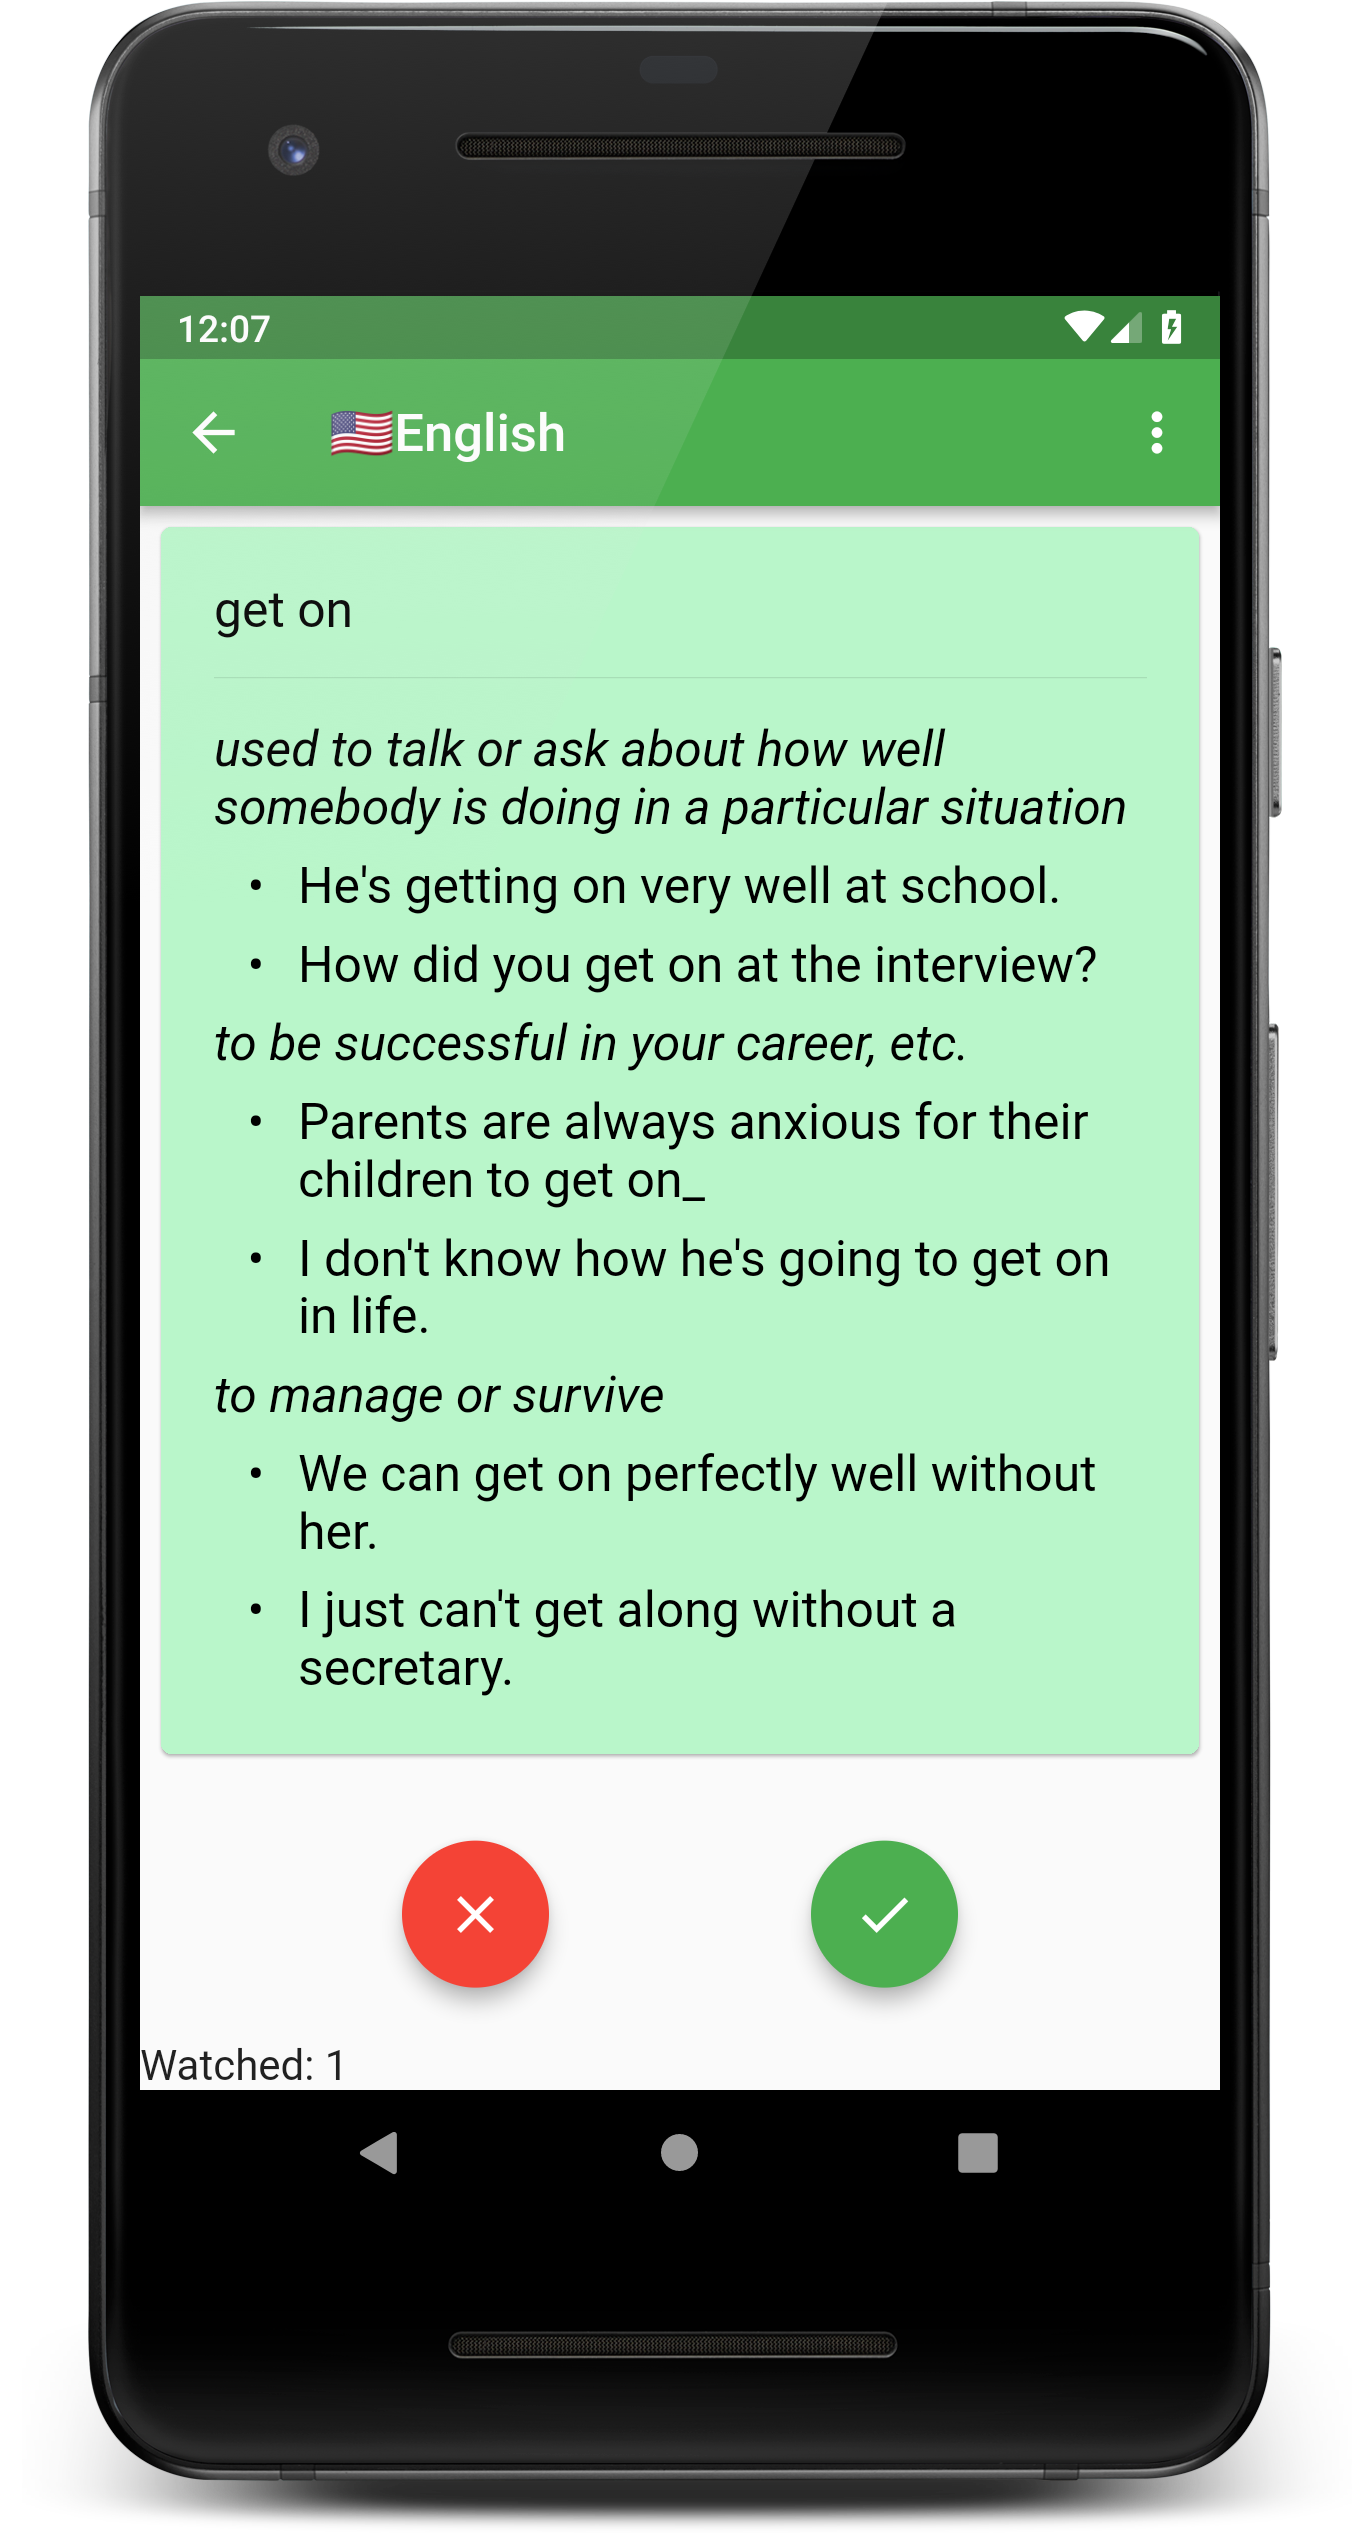 12:07
🇺🇸English
get on
used to talk or ask about how well
somebody is doing in a particular situation
• He's getting on very well at school.
• How did you get on at the interview?
to be successful in your career, etc.
• Parents are always anxious for their
children to get on_
• I don't know how he's going to get on
in life.
to manage or survive
• We can get on perfectly well without
her.
• I just can't get along without a
secretary.
Watched: 1